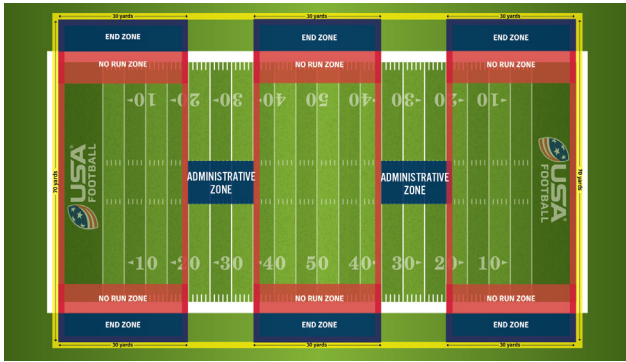 30 yards 30 yards 30 yards
END ZONE END ZONE END ZONE
NO RUN ZONE NO RUN ZONE NO RUN ZONE
10 20 30 40 50 40 30 20 10
USA FOOTBALL
ADMINISTRATIVE ZONE
ADMINISTRATIVE ZONE
USA FOOTBALL
70 yards 70 yards
10 20 30 40 50 40 30 20 10
NO RUN ZONE NO RUN ZONE NO RUN ZONE
END ZONE END ZONE END ZONE
30 yards 30 yards 30 yards